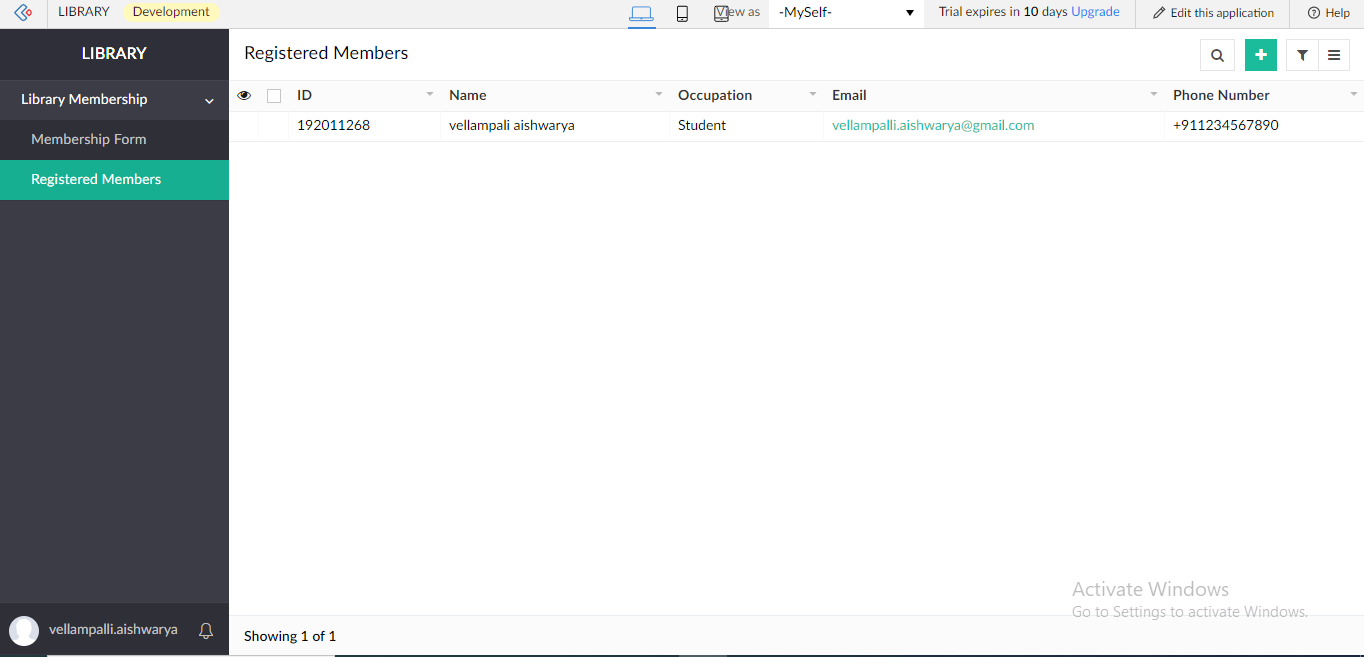 LIBRARY Development View as -MySelf- Trial expires in 10 days Upgrade Edit this application Help
LIBRARY
Registered Members
Library Membership
Membership Form
Registered Members
ID Name Occupation Email Phone Number
192011268 vellampali aishwarya Student vellampalli.aishwarya@gmail.com +911234567890
Activate Windows
Go to Settings to activate Windows.
vellampalli.aishwarya
Showing 1 of 1